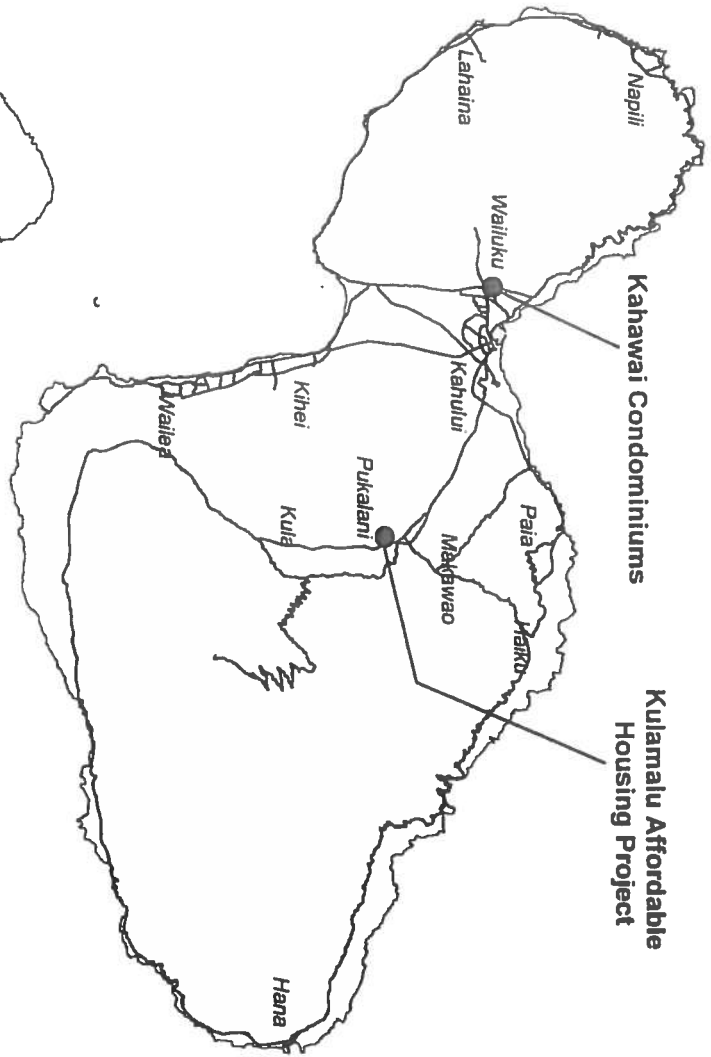 Kahawai Condominiums
Kulamalu Affordable
Housing Project
Napili
Lahaina
Wailuku
Kahului
Paia
Haiku
Makawao
Pukalani
Kihei
Kula
Wailea
Hana